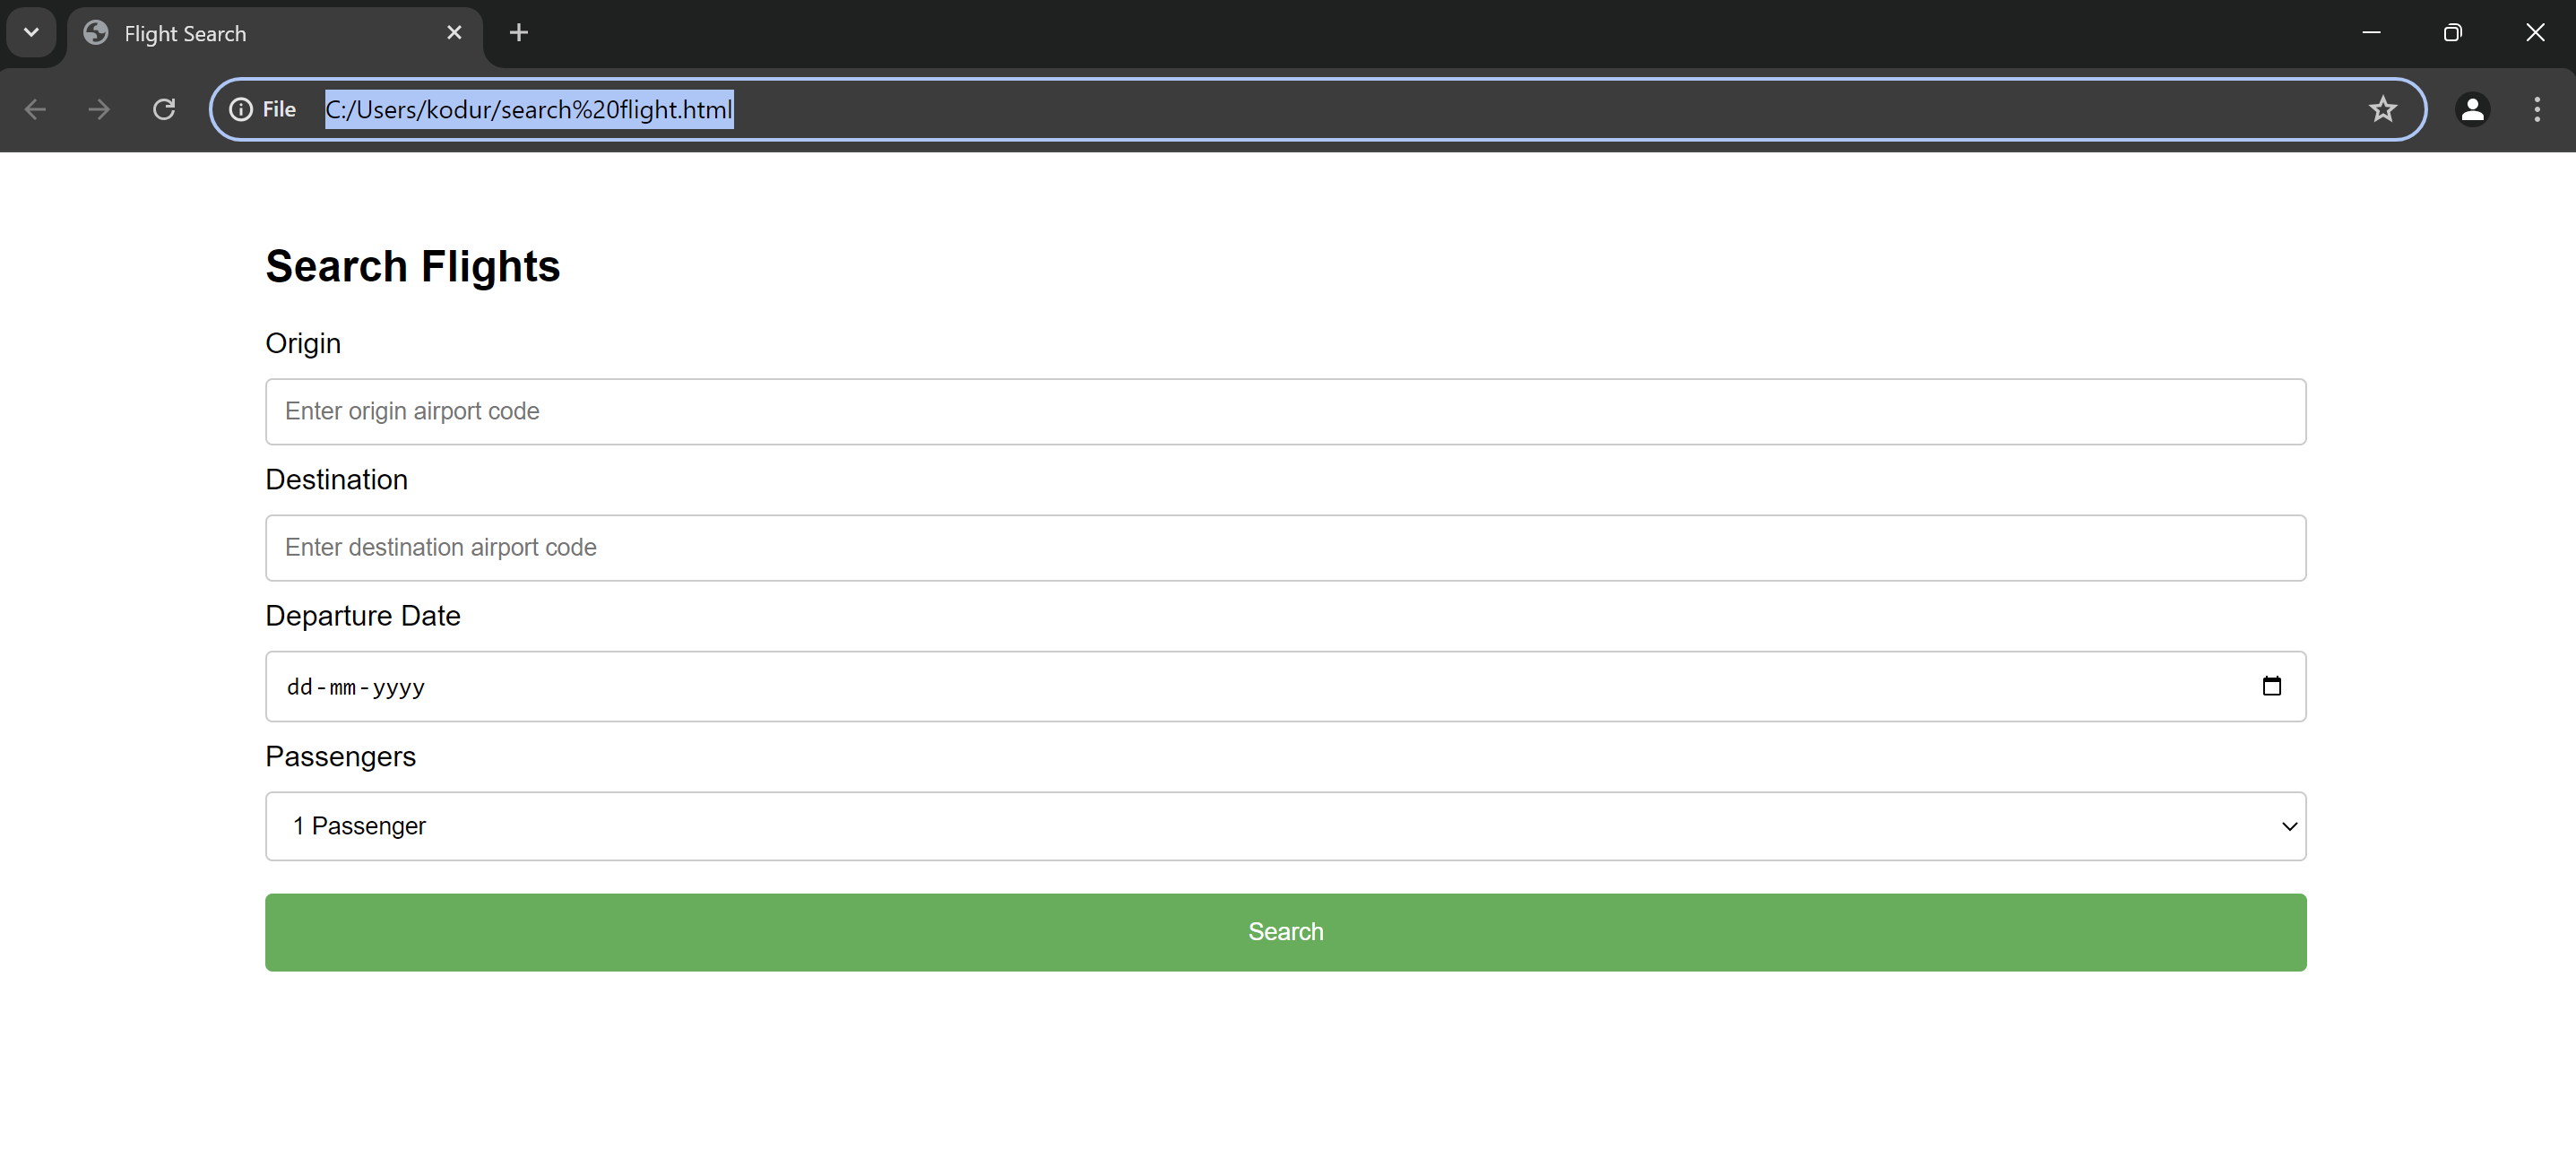 Flight Search
File C:/Users/kodur/search%20flight.html
Search Flights
Origin
Enter origin airport code
Destination
Enter destination airport code
Departure Date
dd-mm-yyyy
Passengers
1 Passenger
Search